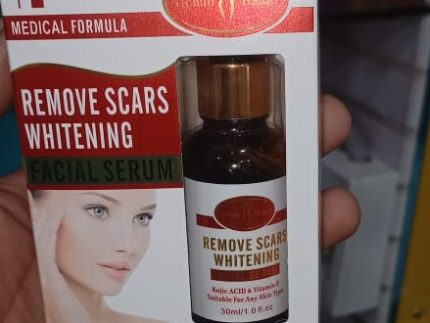 MEDICAL FORMULA
REMOVE SCARS
WHITENING
FACIAL SERUM
REMOVE SCARS
WHITENING
Kojic ACID & Vitamin E
Suitable For Any Skin Type
30ml/1.0 fl.oz